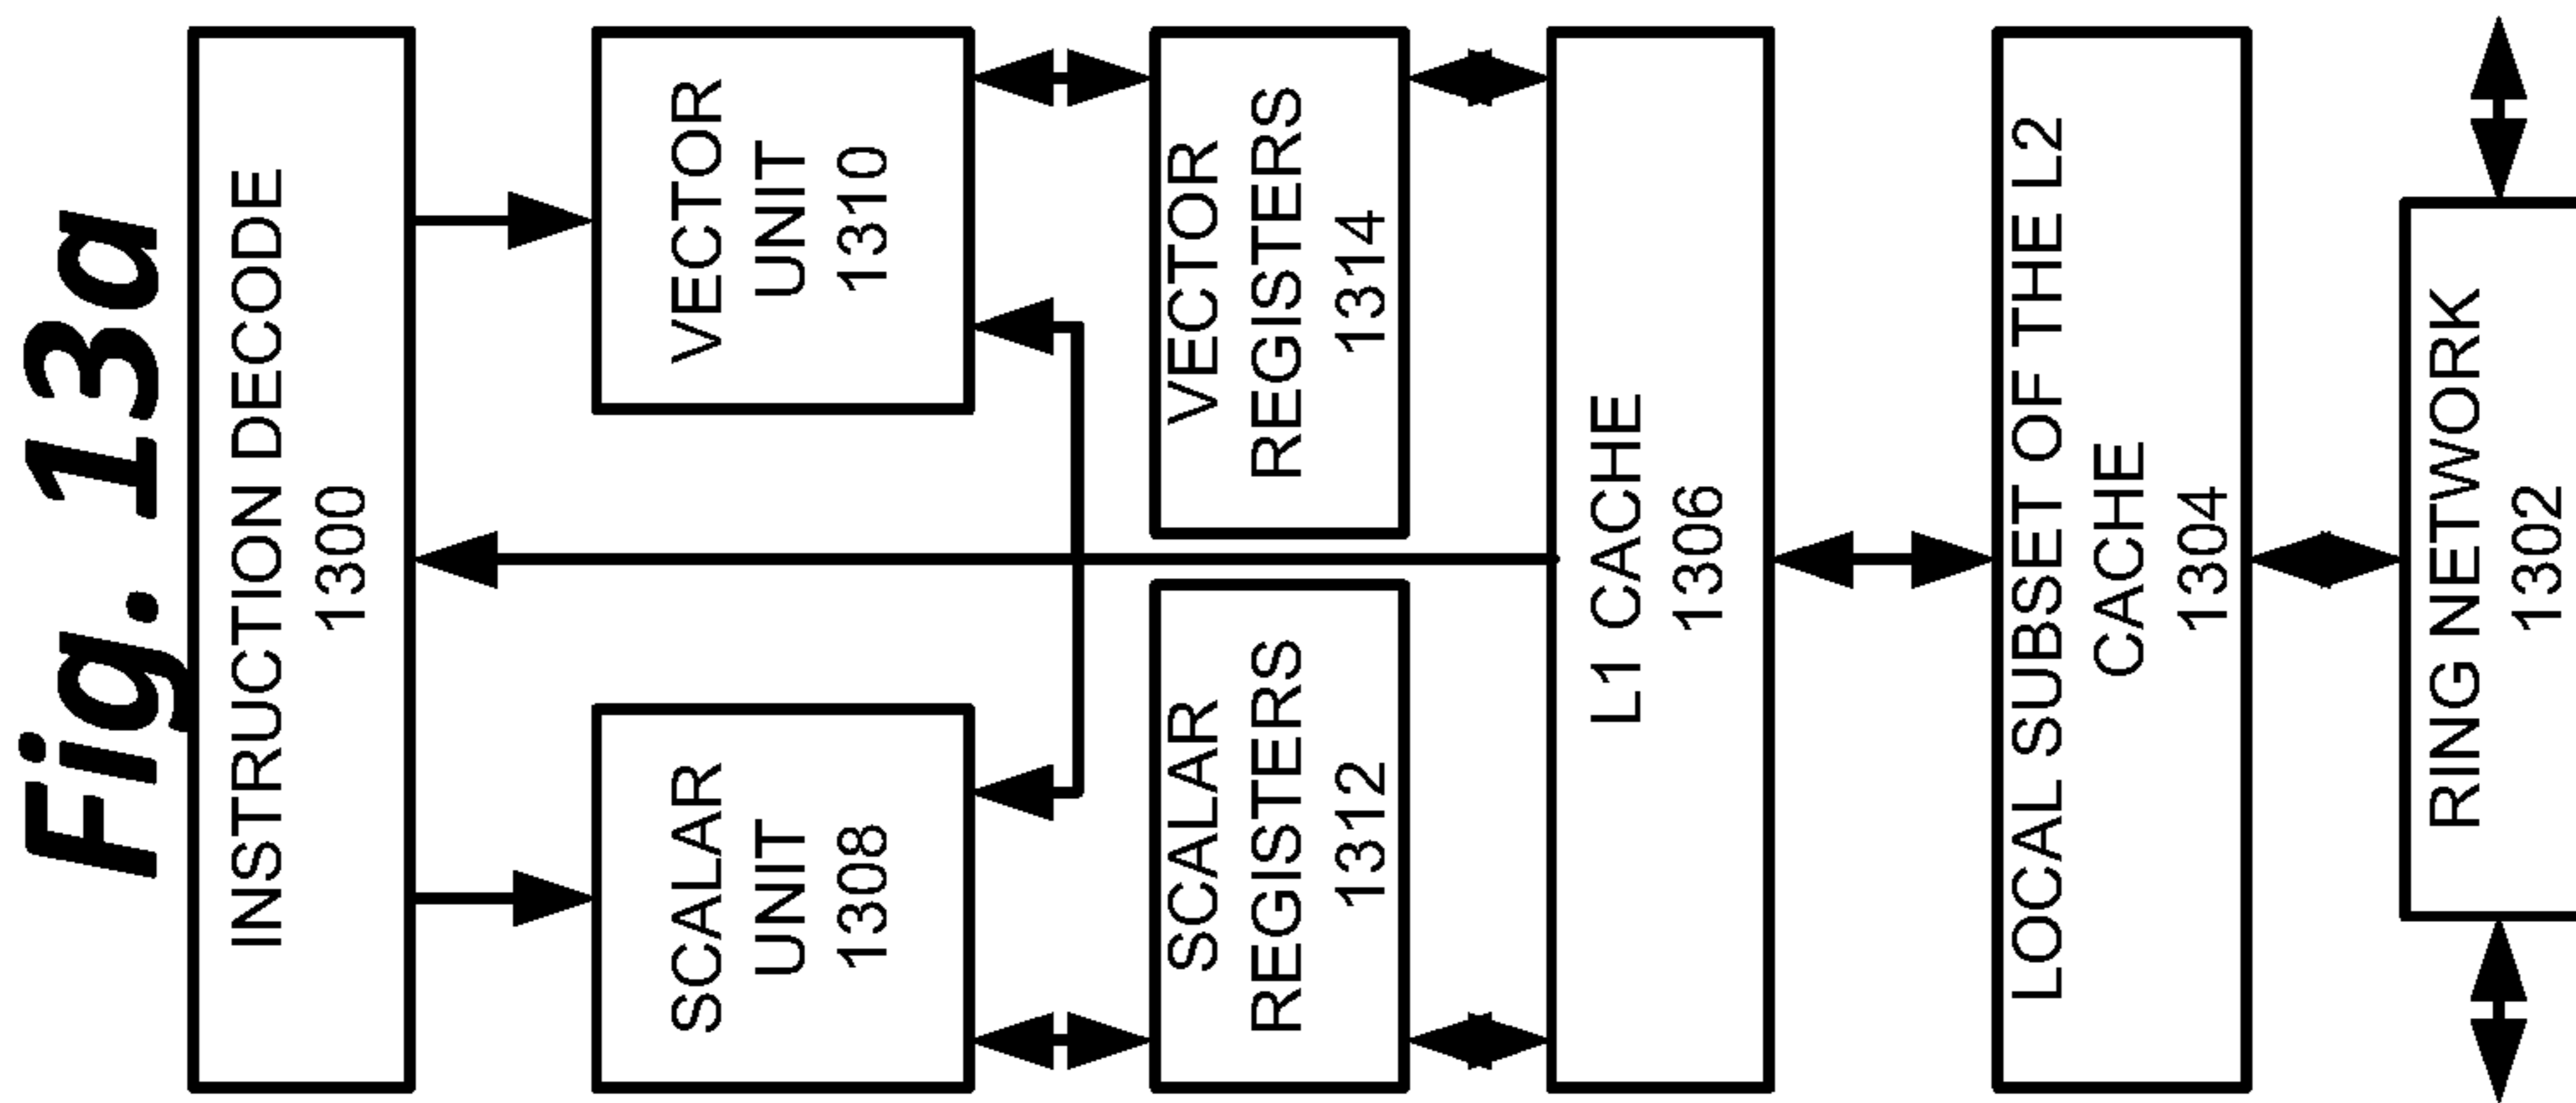 Fig. 13a
INSTRUCTION DECODE
1300
SCALAR
UNIT
1308
VECTOR
UNIT
1310
SCALAR
REGISTERS
1312
VECTOR
REGISTERS
1314
L1 CACHE
1306
LOCAL SUBSET OF THE L2
CACHE
1304
RING NETWORK
1302